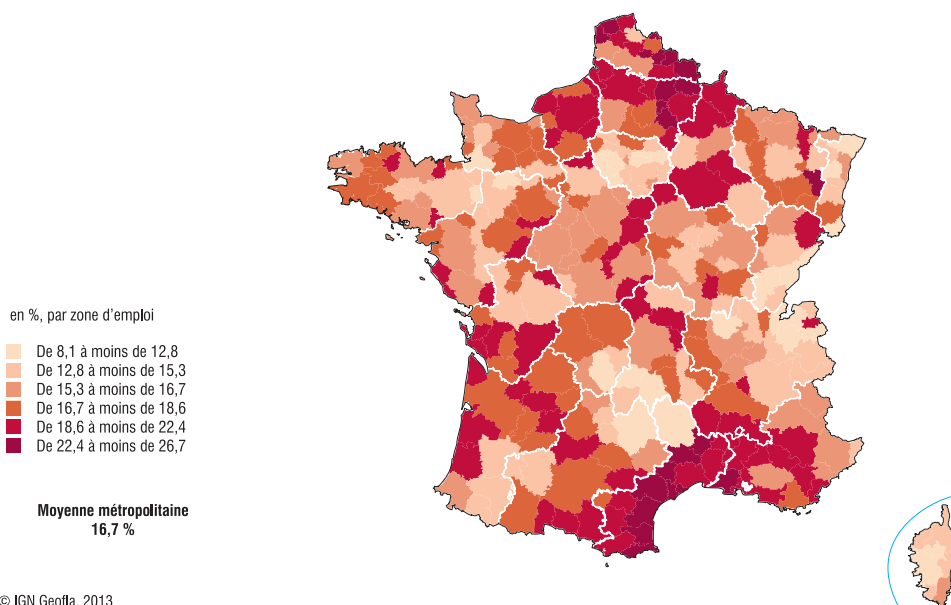 en %, par zone d'emploi
De 8,1 à moins de 12,8
De 12,8 à moins de 15,3
De 15,3 à moins de 16,7
De 16,7 à moins de 18,6
De 18,6 à moins de 22,4
De 22,4 à moins de 26,7
Moyenne métropolitaine
16,7 %
© IGN Geofla, 2013